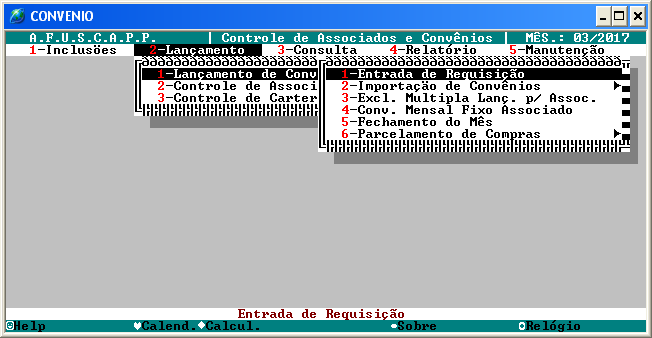 CONVENIO
A.F.U.S.C.A.P.P. | Controle de Associados e Convênios | MÊS.: 03/2017
1-Inclusões 2-Lançamento 3-Consulta 4-Relatório 5-Manutenção
1-Lançamento de Conv
2-Controle de Associ
3-Controle de Carter
1-Entrada de Requisição
2-Importação de Convênios
3-Excl. Multipla Lanç. p/ Assoc.
4-Conv. Mensal Fixo Associado
5-Fechamento do Mês
6-Parcelamento de Compras
Entrada de Requisição
Help Calend. Calcul. Sobre Relógio